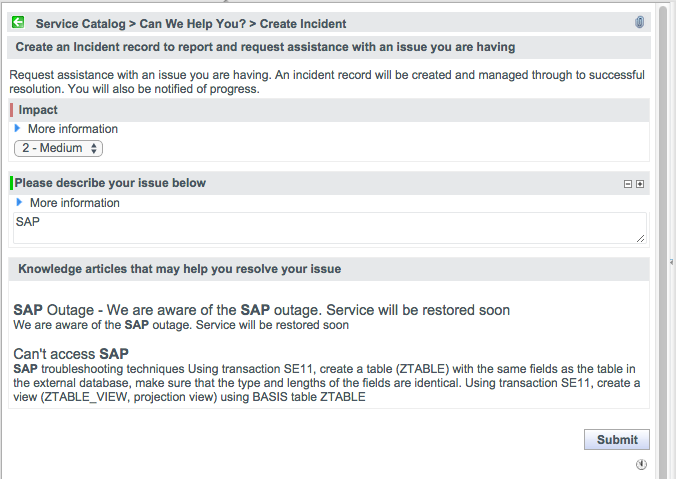 Service Catalog > Can We Help You? > Create Incident
Create an Incident record to report and request assistance with an issue you are having
Request assistance with an issue you are having. An incident record will be created and managed through to successful
resolution. You will also be notified of progress.
Impact
More information
2 - Medium
Please describe your issue below
More information
SAP
Knowledge articles that may help you resolve your issue
SAP Outage - We are aware of the SAP outage. Service will be restored soon
We are aware of the SAP outage. Service will be restored soon
Can't access SAP
SAP troubleshooting techniques Using transaction SE11, create a table (ZTABLE) with the same fields as the table in
the external database, make sure that the type and lengths of the fields are identical. Using transaction SE11, create a
view (ZTABLE_VIEW, projection view) using BASIS table ZTABLE
Submit